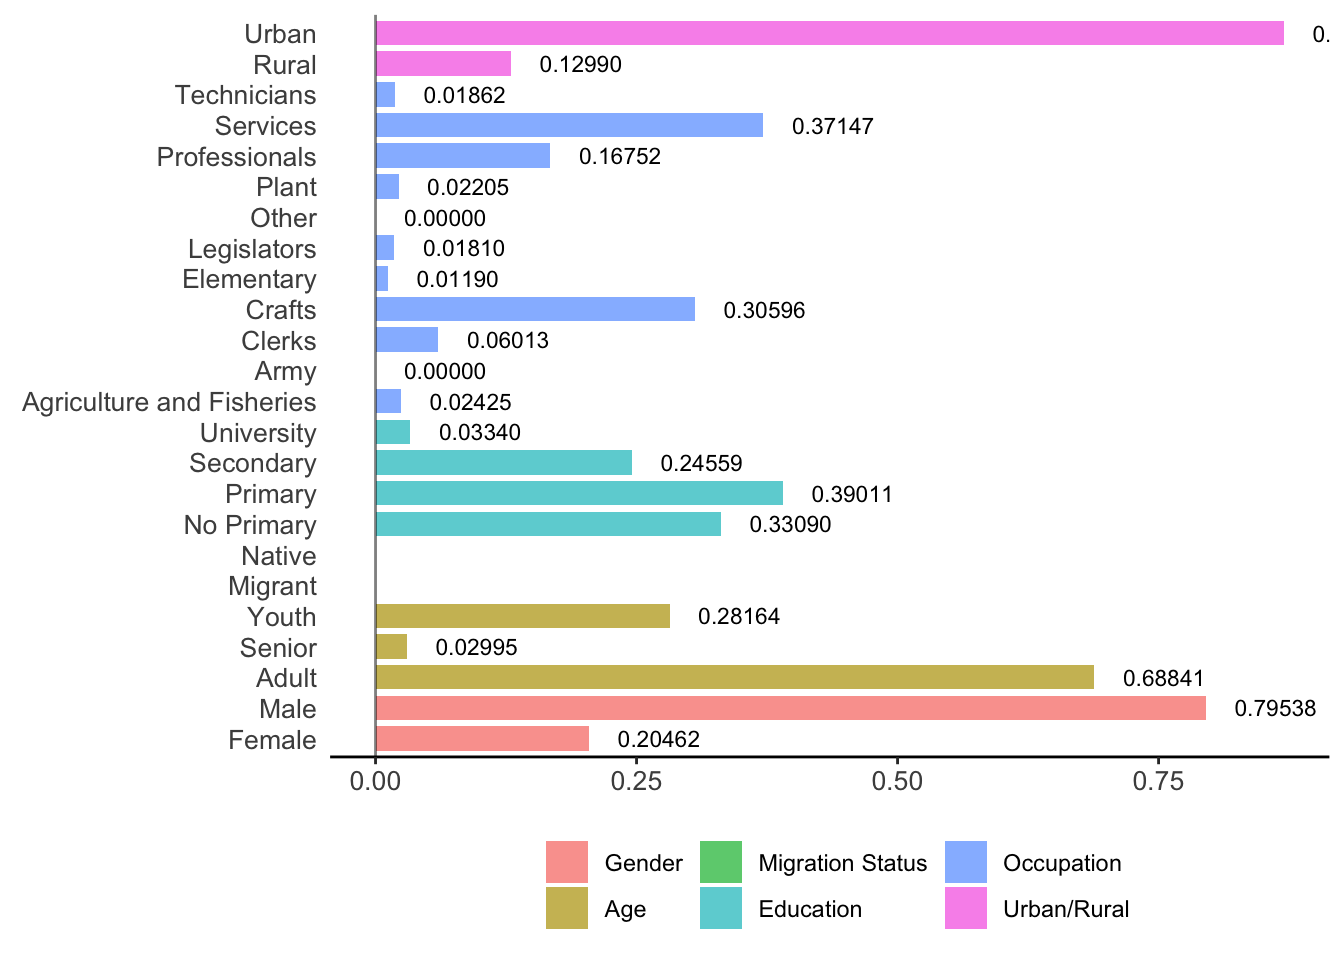 Urban 0.
Rural 0.12990
Technicians 0.01862
Services 0.37147
Professionals 0.16752
Plant 0.02205
Other 0.00000
Legislators 0.01810
Elementary 0.01190
Crafts 0.30596
Clerks 0.06013
Army 0.00000
Agriculture and Fisheries 0.02425
University 0.03340
Secondary 0.24559
Primary 0.39011
No Primary 0.33090
Native
Migrant
Youth 0.28164
Senior 0.02995
Adult 0.68841
Male 0.79538
Female 0.20462
0.00 0.25 0.50 0.75
Gender Migration Status Occupation
Age Education Urban/Rural